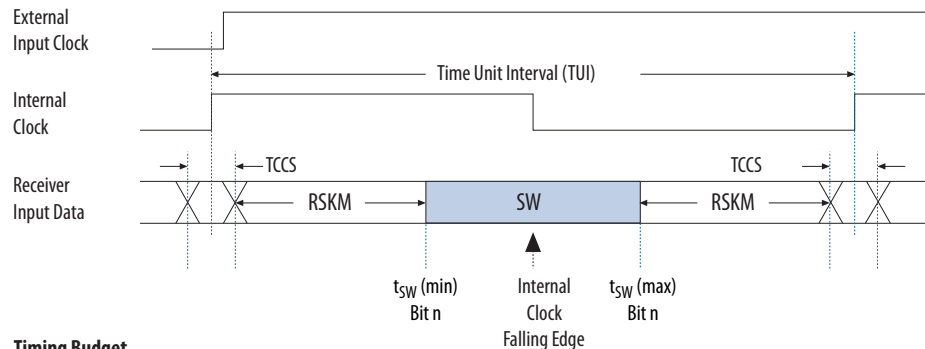 External
Input Clock
Time Unit Interval (TUI)
Internal
Clock
TCCS
TCCS
Receiver
Input Data
RSKM
SW
RSKM
tSW (min)
Bit n
Internal
Clock
Falling Edge
tSW (max)
Bit n
Timing Budget